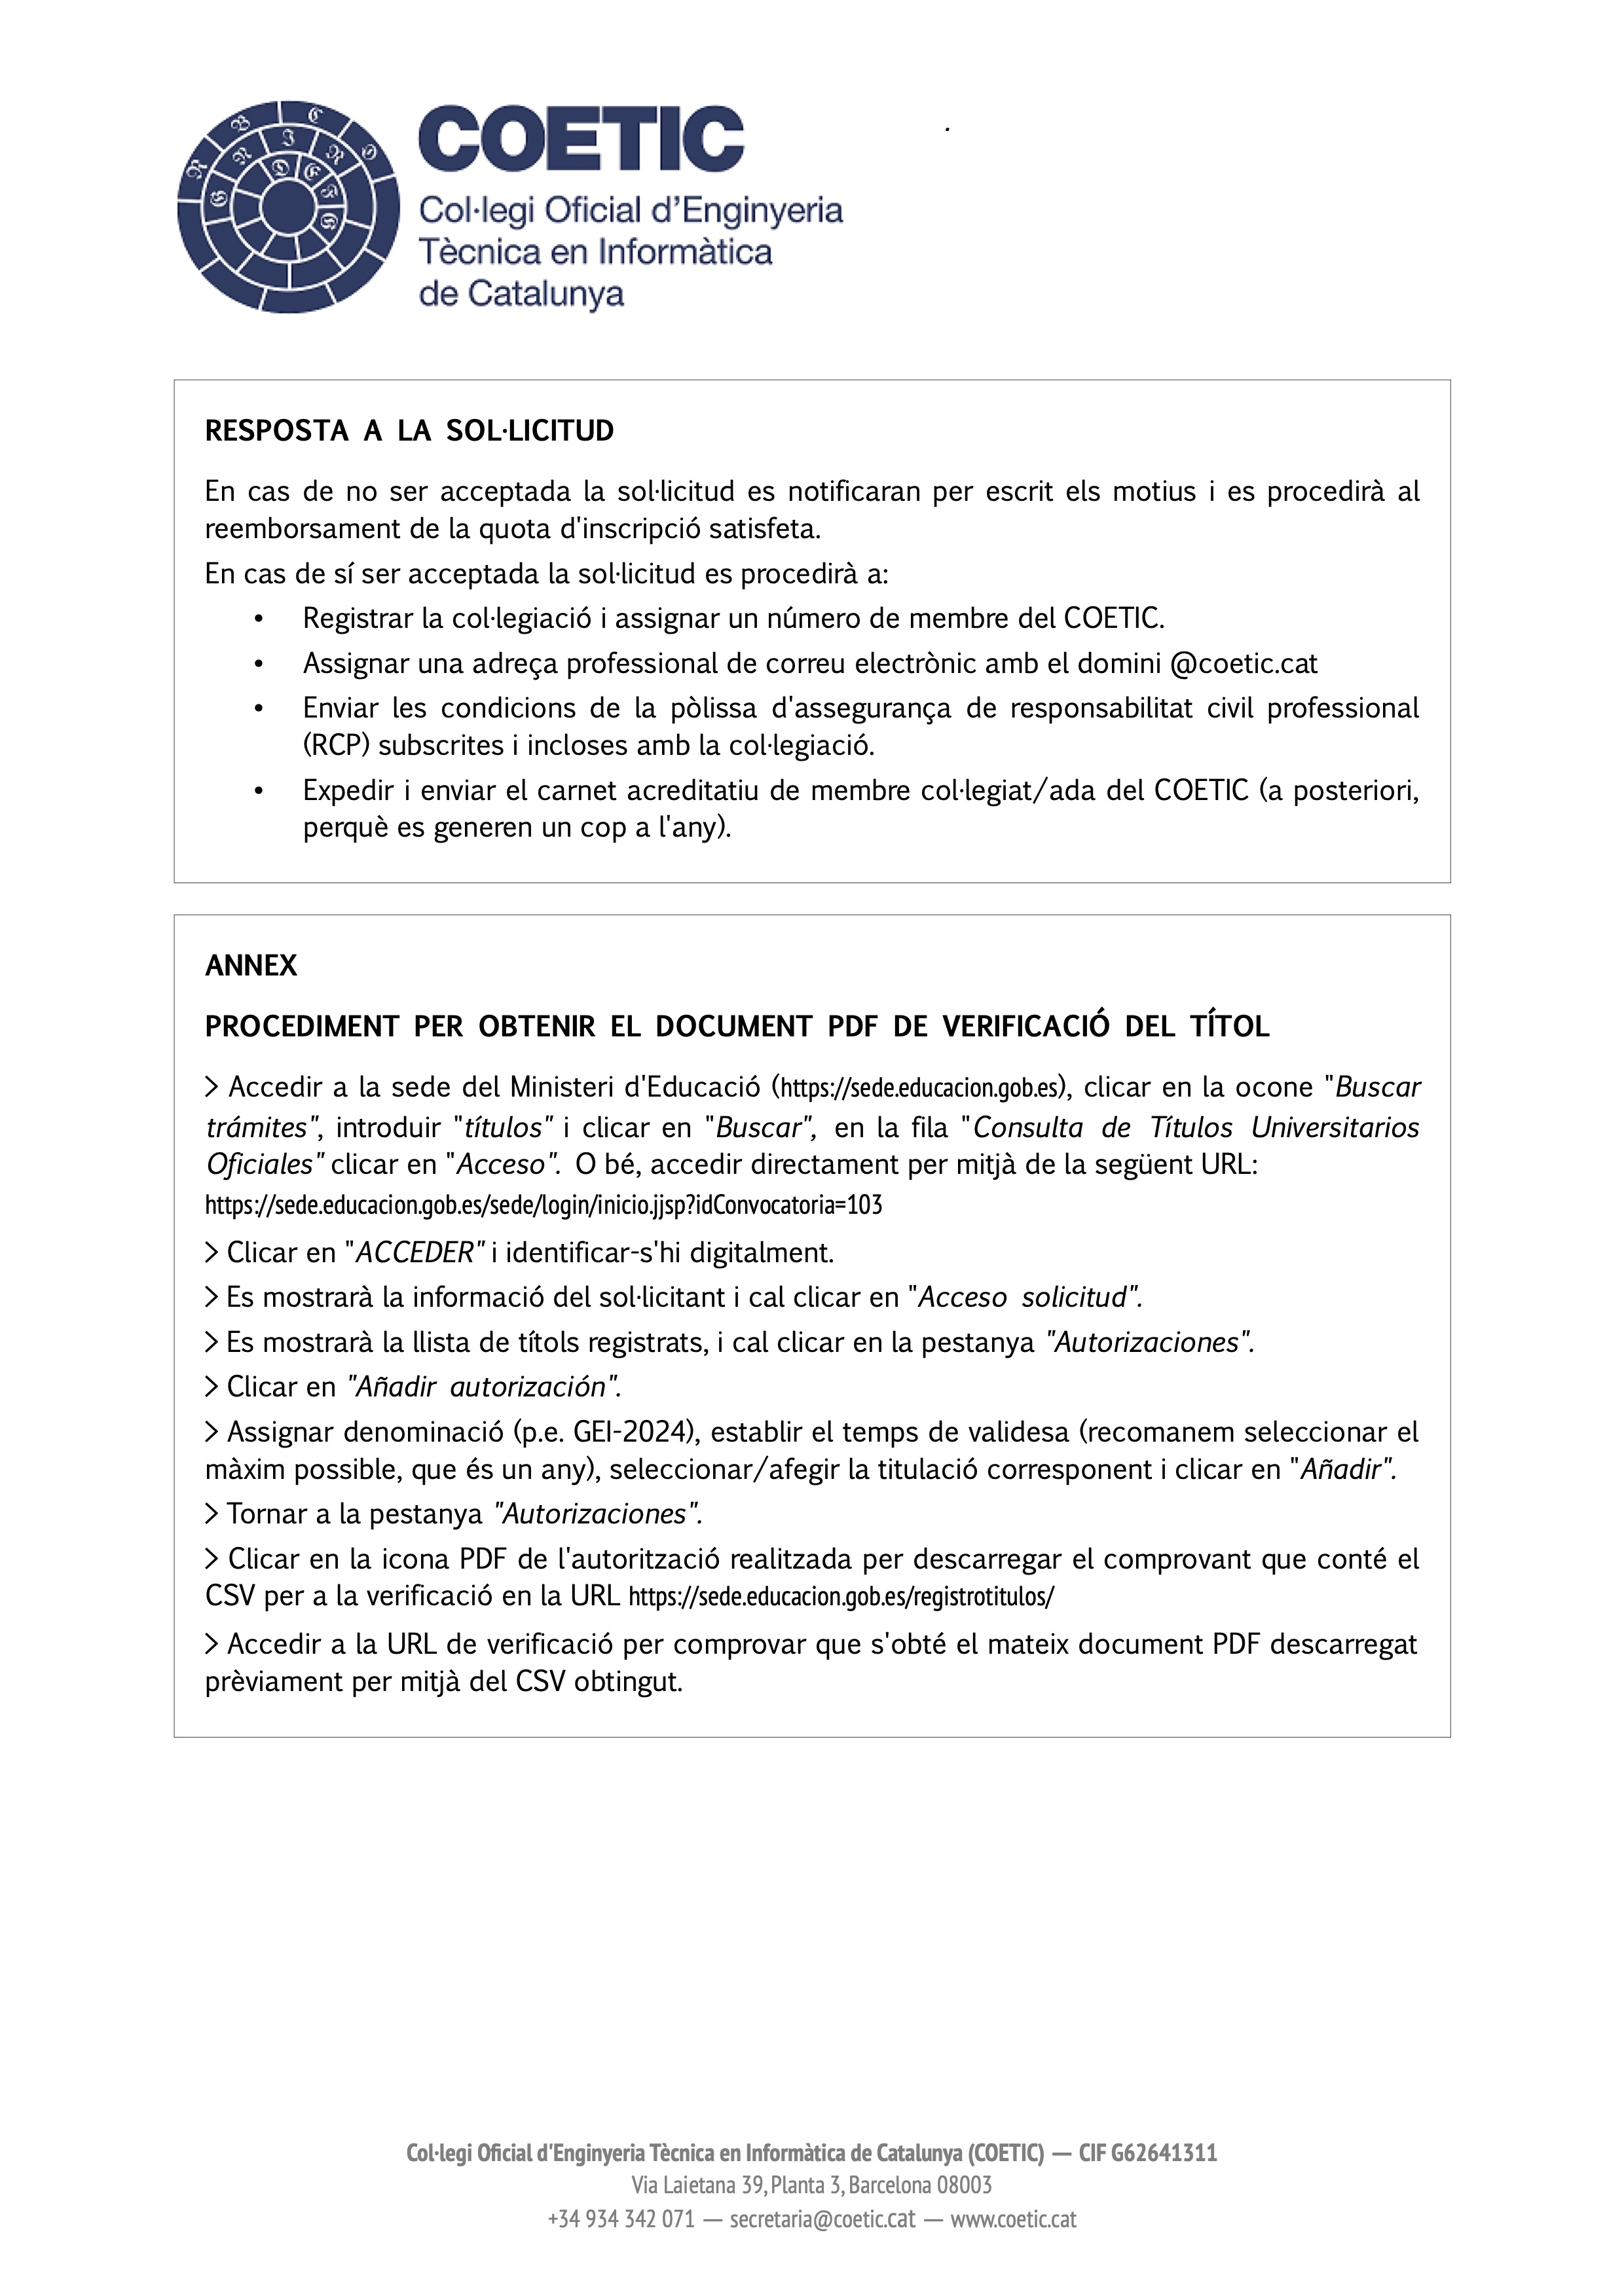 COETIC
Col·legi Oficial d’Enginyeria
Tècnica en Informàtica
de Catalunya
.
RESPOSTA A LA SOL·LICITUD
En cas de no ser acceptada la sol·licitud es notificaran per escrit els motius i es procedirà al
reemborsament de la quota d'inscripció satisfeta.
En cas de sí ser acceptada la sol·licitud es procedirà a:
• Registrar la col·legiació i assignar un número de membre del COETIC.
• Assignar una adreça professional de correu electrònic amb el domini @coetic.cat
• Enviar les condicions de la pòlissa d'assegurança de responsabilitat civil professional
(RCP) subscrites i incloses amb la col·legiació.
• Expedir i enviar el carnet acreditatiu de membre col·legiat/ada del COETIC (a posteriori,
perquè es generen un cop a l'any).
ANNEX
PROCEDIMENT PER OBTENIR EL DOCUMENT PDF DE VERIFICACIÓ DEL TÍTOL
> Accedir a la sede del Ministeri d'Educació (https://sede.educacion.gob.es), clicar en la ocone "Buscar
trámites", introduir "títulos" i clicar en "Buscar", en la fila "Consulta de Títulos Universitarios
Oficiales" clicar en "Acceso". O bé, accedir directament per mitjà de la següent URL:
https://sede.educacion.gob.es/sede/login/inicio.jjsp?idConvocatoria=103
> Clicar en "ACCEDER" i identificar-s'hi digitalment.
> Es mostrarà la informació del sol·licitant i cal clicar en "Acceso solicitud".
> Es mostrarà la llista de títols registrats, i cal clicar en la pestanya "Autorizaciones".
> Clicar en "Añadir autorización".
> Assignar denominació (p.e. GEI-2024), establir el temps de validesa (recomanem seleccionar el
màxim possible, que és un any), seleccionar/afegir la titulació corresponent i clicar en "Añadir".
> Tornar a la pestanya "Autorizaciones".
> Clicar en la icona PDF de l'autorització realitzada per descarregar el comprovant que conté el
CSV per a la verificació en la URL https://sede.educacion.gob.es/registrotitulos/
> Accedir a la URL de verificació per comprovar que s'obté el mateix document PDF descarregat
prèviament per mitjà del CSV obtingut.
Col·legi Oficial d'Enginyeria Tècnica en Informàtica de Catalunya (COETIC) — CIF G62641311
Via Laietana 39, Planta 3, Barcelona 08003
+34 934 342 071 — secretaria@coetic.cat — www.coetic.cat